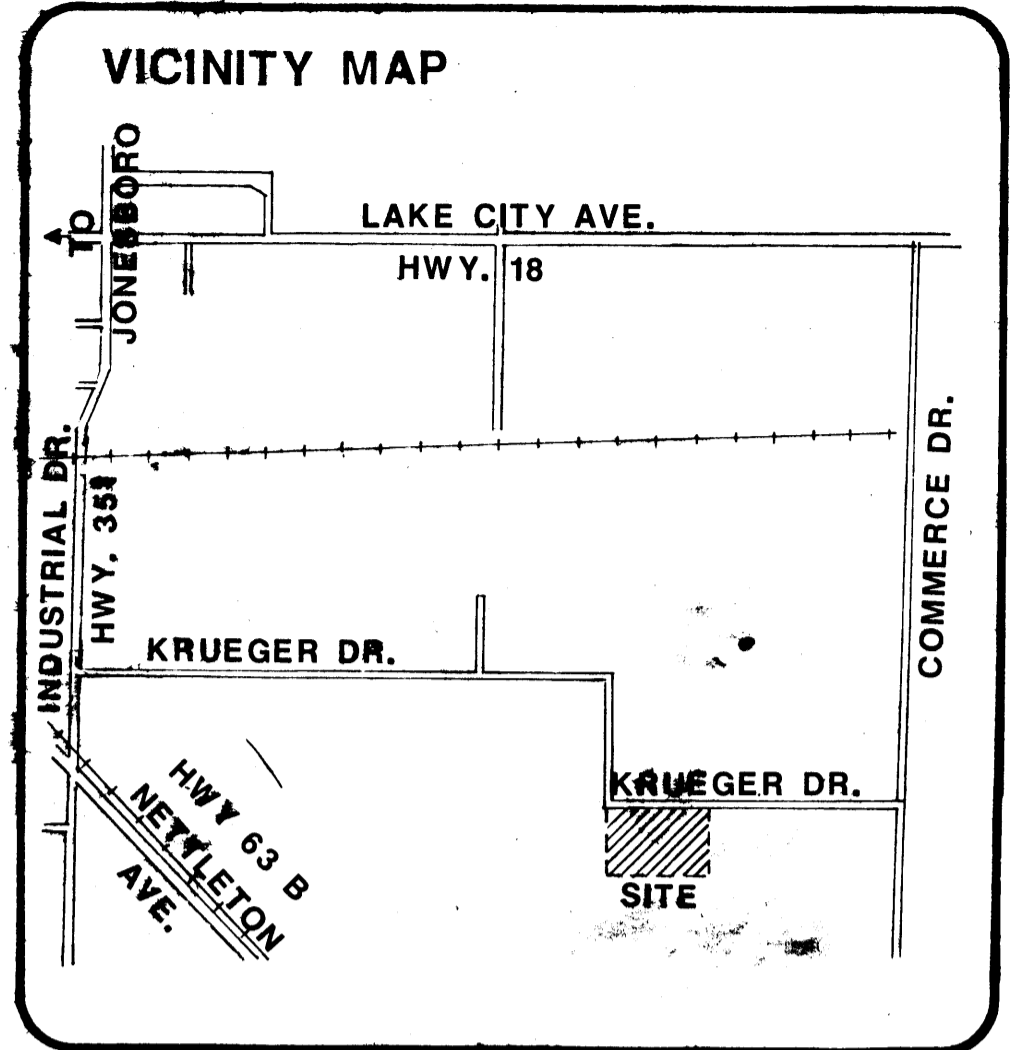 VICINITY MAP
TO
JONESBORO
LAKE CITY AVE.
HWY. 18
INDUSTRIAL DR.
HWY.
COMMERCE DR.
KRUEGER DR.
KRUEGER DR.
HWY 63 B
NETTLETON
AVE.
SITE